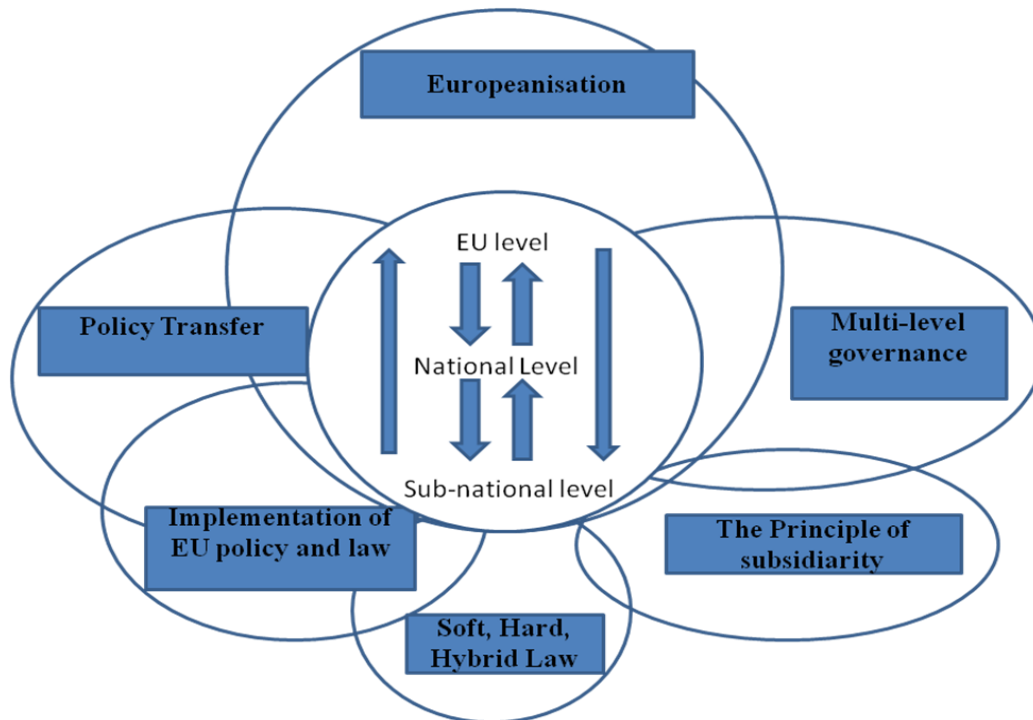 Europeanisation
EU level
Policy Transfer
Multi-level
governance
National Level
Sub-national level
Implementation of
EU policy and law
The Principle of
subsidiarity
Soft, Hard,
Hybrid Law